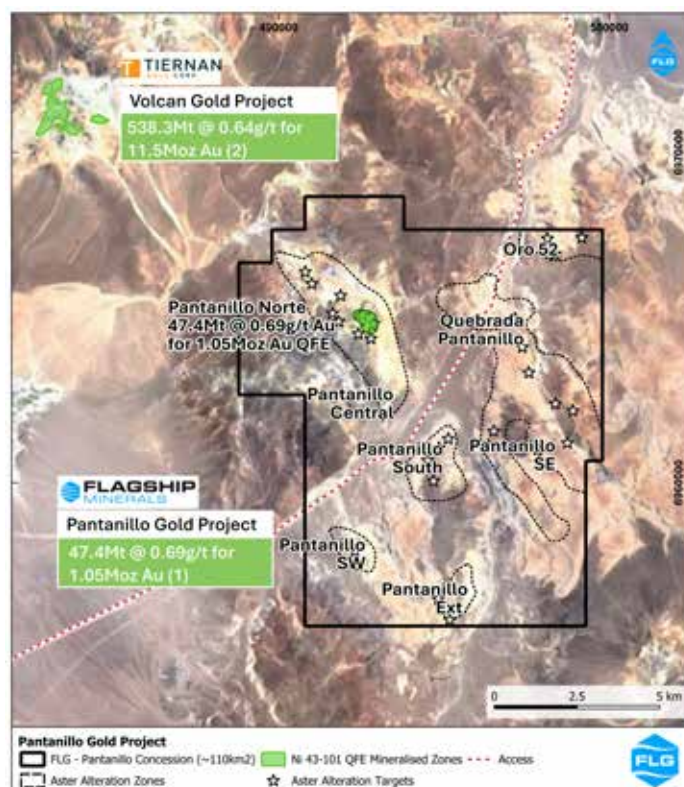 490000
500000
FLG
TIERNAN
GOLD CORP
Volcan Gold Project
538.3Mt @ 0.64g/t for
11.5Moz Au (2)
6970000
Oro 52
Pantanillo Norte
47.4Mt @ 0.69g/t Au
for 1.05Moz Au QFE
Quebrada
Pantanillo
Pantanillo
Central
Pantanillo
South
Pantanillo
SE
6960000
FLAGSHIP
MINERALS
Pantanillo Gold Project
47.4Mt @ 0.69g/t for
1.05Moz Au (1)
Pantanillo
SW
Pantanillo
Ext
0 2.5 5 km
Pantanillo Gold Project
FLG - Pantanillo Concession (~110km2)
Ni 43-101 QFE Mineralised Zones
Access
Aster Alteration Zones
Aster Alteration Targets
FLG